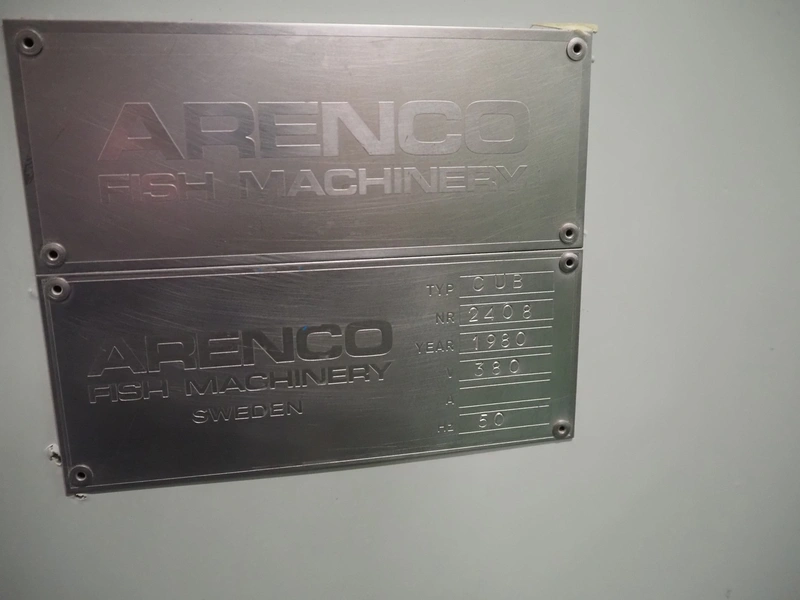 ARENCO
FISH MACHINERY
ARENCO
FISH MACHINERY
SWEDEN
TYP CUB
NR 2408
YEAR 1980
V 380
A
Hz 50